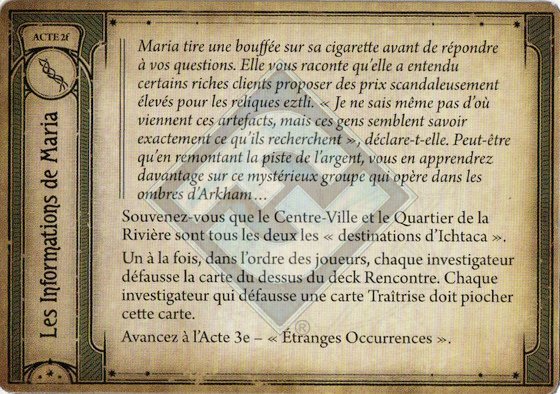 ACTE 2f
Les Informations de Maria
Maria tire une bouffée sur sa cigarette avant de répondre
à vos questions. Elle vous raconte qu'elle a entendu
certains riches clients proposer des prix scandaleusement
élevés pour les reliques eztli. « Je ne sais même pas d'où
viennent ces artefacts, mais ces gens semblent savoir
exactement ce qu'ils recherchent », déclare-t-elle. Peut-être
qu'en remontant la piste de l'argent, vous en apprendrez
davantage sur ce mystérieux groupe qui opère dans les
ombres d'Arkham…
Souvenez-vous que le Centre-Ville et le Quartier de la
Rivière sont tous les deux les « destinations d'Ichtaca ».
Un à la fois, dans l'ordre des joueurs, chaque investigateur
défausse la carte du dessus du deck Rencontre. Chaque
investigateur qui défausse une carte Traîtrise doit piocher
cette carte.
Avancez à l'Acte 3e – « Étranges Occurrences ».
®